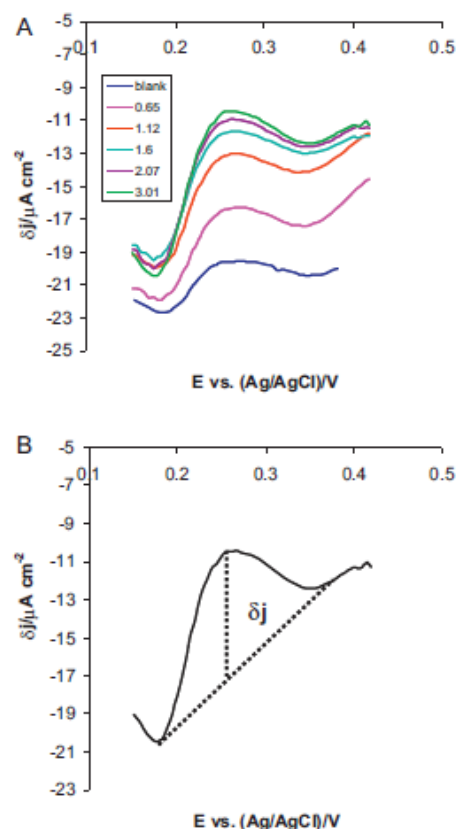 A
-5
0.1 0.2 0.3 0.4 0.5
-7
-9
-11
-13
-15
-17
-19
-21
-23
-25
δj/µA cm-2
blank
0.65
1.12
1.6
2.07
3.01
E vs. (Ag/AgCl)/V
B
-5
0.1 0.2 0.3 0.4 0.5
-7
-9
-11
-13
-15
-17
-19
-21
-23
δj/µA cm-2
δj
E vs. (Ag/AgCl)/V